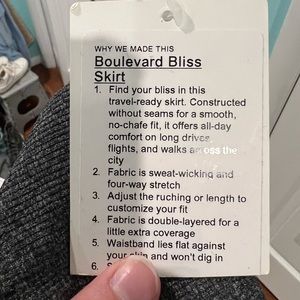 WHY WE MADE THIS
Boulevard Bliss
Skirt
1. Find your bliss in this
travel-ready skirt. Constructed
without seams for a smooth,
no-chafe fit, it offers all-day
comfort on long drives,
flights, and walks across the
city
2. Fabric is sweat-wicking and
four-way stretch
3. Adjust the ruching or length to
customize your fit
4. Fabric is double-layered for a
little extra coverage
5. Waistband lies flat against
your skin and won't dig in
6.